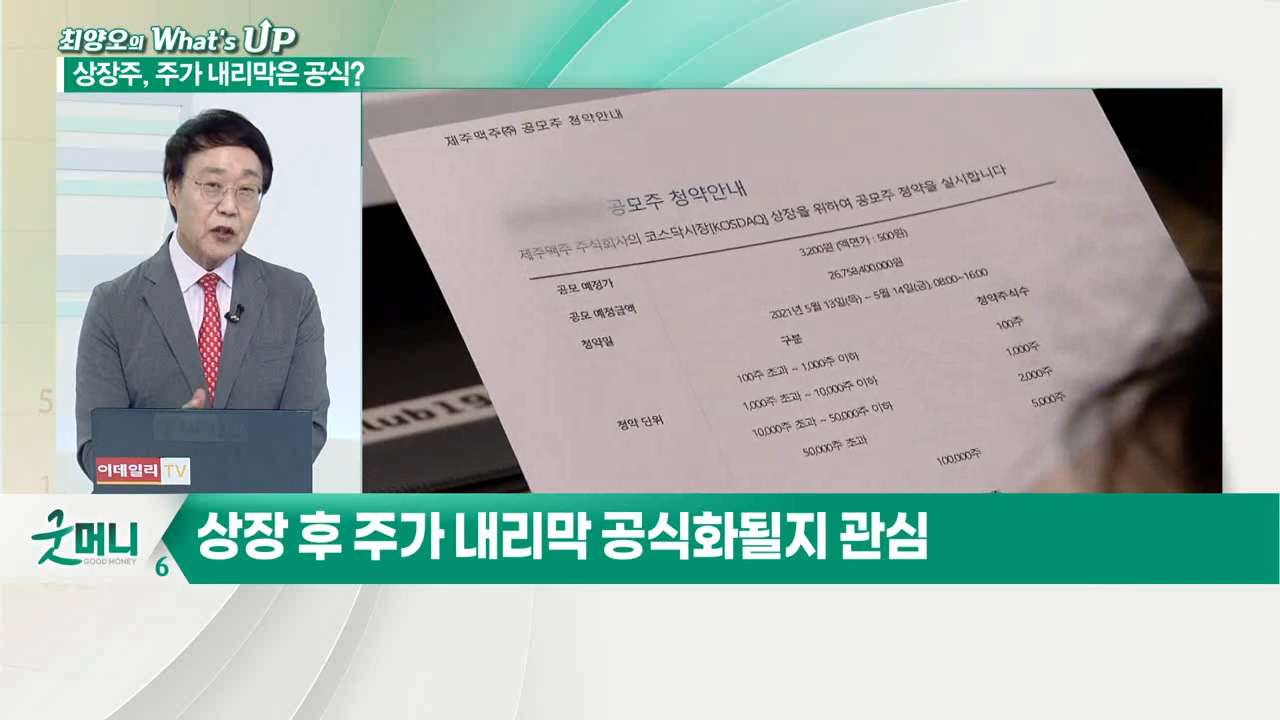 최양오의 What's UP
상장주, 주가 내리막은 공식?
제주맥주㈜ 공모주 청약안내
공모주 청약안내
제주맥주 주식회사의 코스닥시장[KOSDAQ] 상장을 위하여 공모주 청약을 실시합니다
공모 예정가 3,200원 (액면가 : 500원)
공모 예정금액 26,758,400,000원
청약일 2021년 5월 13일(목) ~ 5월 14일(금), 08:00~16:00
구분 청약주식수
100주 초과 ~ 1,000주 이하 100주
1,000주 초과 ~ 10,000주 이하 1,000주
청약 단위 10,000주 초과 ~ 50,000주 이하 2,000주
50,000주 초과 5,000주
100,000주
5
1
이데일리 TV
굿머니
GOOD MONEY
6
상장 후 주가 내리막 공식화될지 관심